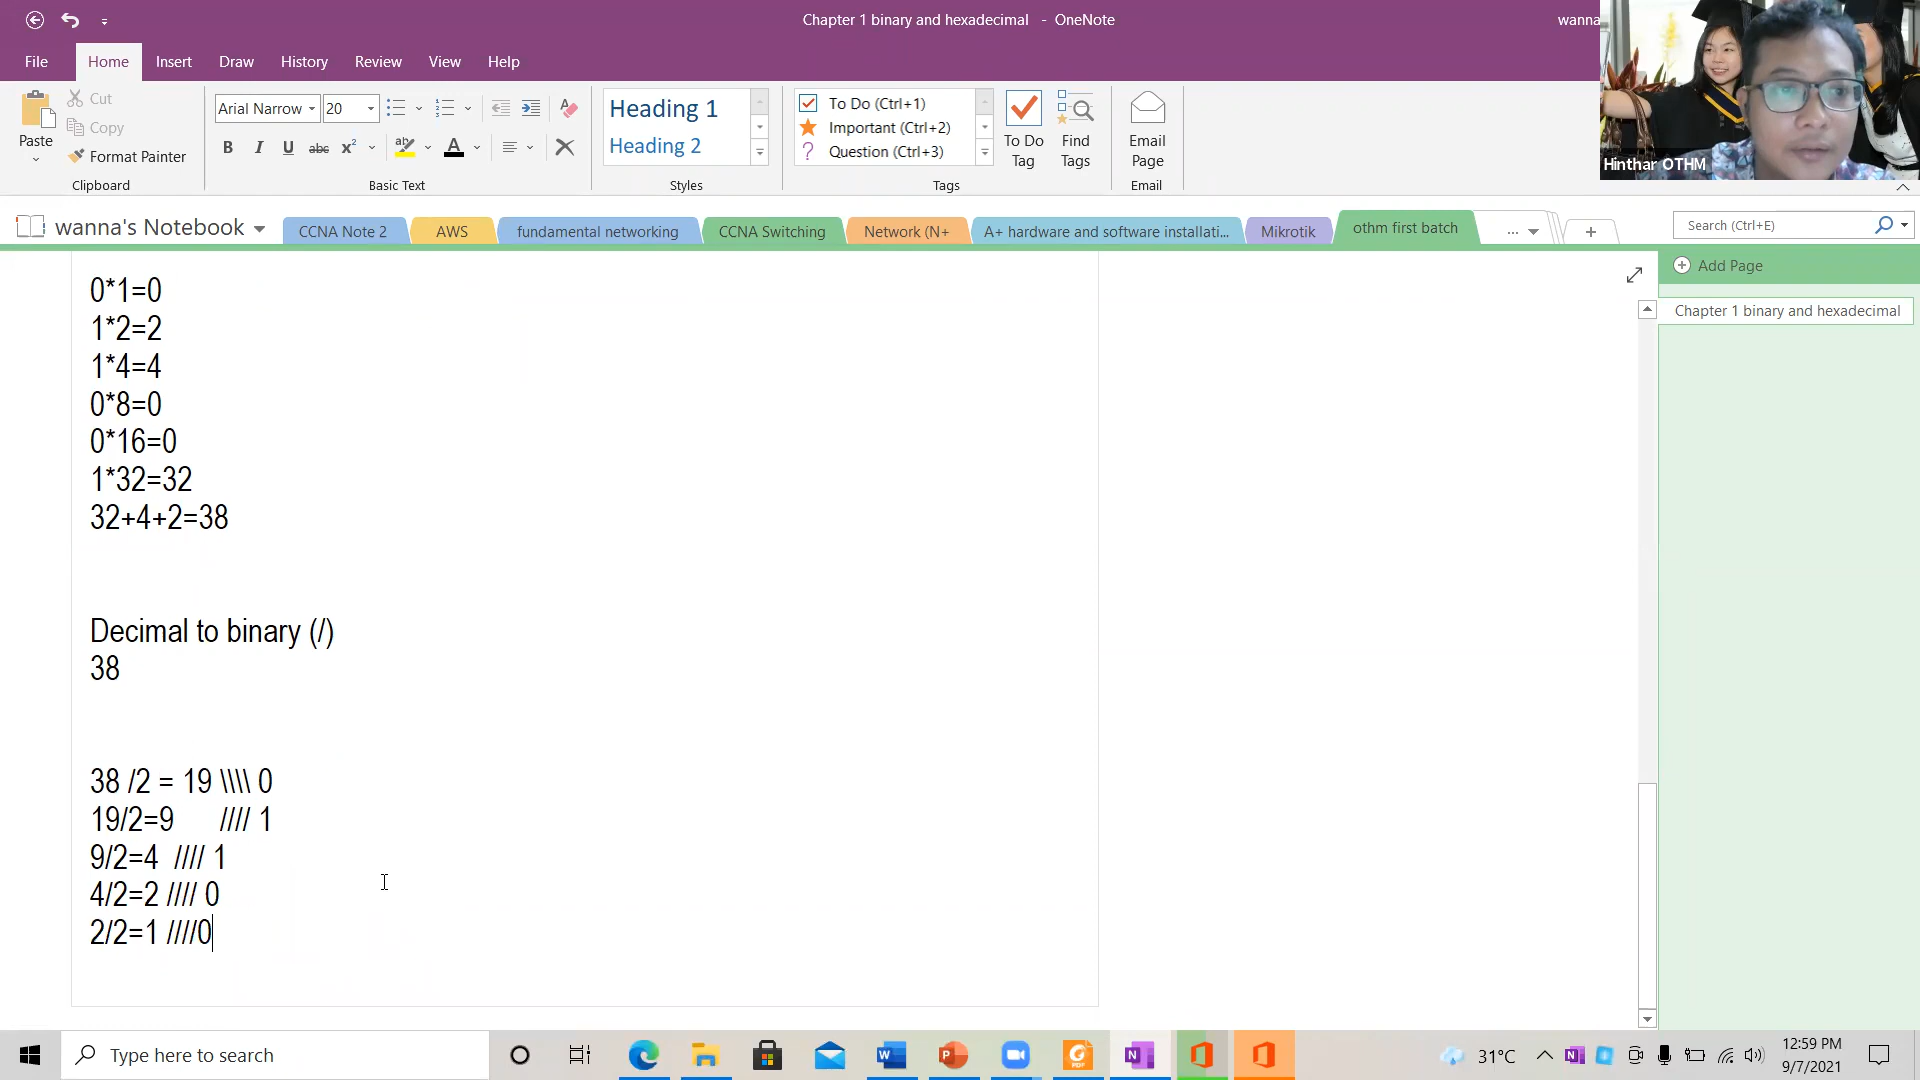 Chapter 1 binary and hexadecimal - OneNote
wanna
File Home Insert Draw History Review View Help
Paste
Cut
Copy
Format Painter
Clipboard
Arial Narrow 20
B I U abc x² ab A
Basic Text
Heading 1
Heading 2
Styles
To Do (Ctrl+1)
Important (Ctrl+2)
Question (Ctrl+3)
Tags
To Do Tag
Find Tags
Email Page
Email
Hinthar OTHM
wanna's Notebook
CCNA Note 2
AWS
fundamental networking
CCNA Switching
Network (N+
A+ hardware and software installati...
Mikrotik
othm first batch
...
Search (Ctrl+E)
Add Page
Chapter 1 binary and hexadecimal
0*1=0
1*2=2
1*4=4
0*8=0
0*16=0
1*32=32
32+4+2=38
Decimal to binary (/)
38
38 /2 = 19 \\\\ 0
19/2=9 //// 1
9/2=4 //// 1
4/2=2 //// 0
2/2=1 ////0
Type here to search
31°C
12:59 PM
9/7/2021